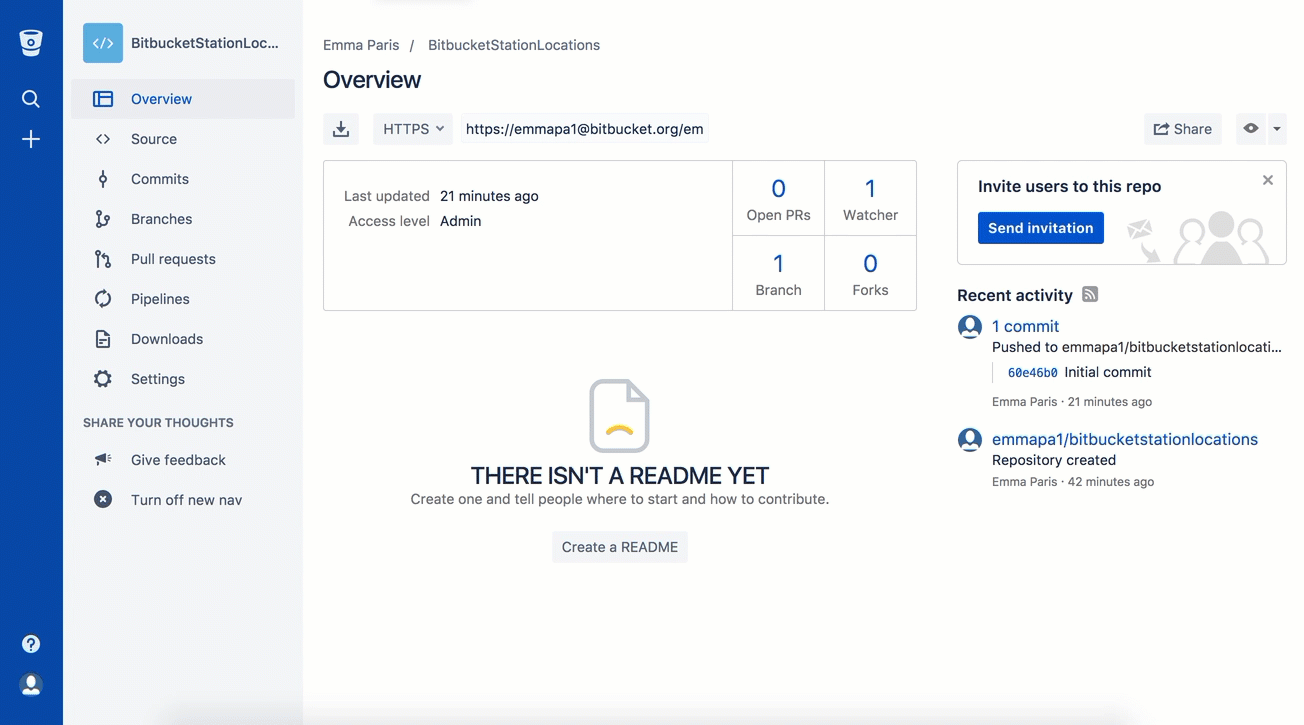 BitbucketStationLoc...
Overview
Source
Commits
Branches
Pull requests
Pipelines
Downloads
Settings
SHARE YOUR THOUGHTS
Give feedback
Turn off new nav
Emma Paris / BitbucketStationLocations
Overview
HTTPS https://emmapa1@bitbucket.org/em
Share
Last updated 21 minutes ago
Access level Admin
0
Open PRs
1
Watcher
1
Branch
0
Forks
THERE ISN'T A README YET
Create one and tell people where to start and how to contribute.
Create a README
Invite users to this repo
Send invitation
Recent activity
1 commit
Pushed to emmapa1/bitbucketstationlocati...
60e46b0 Initial commit
Emma Paris · 21 minutes ago
emmapa1/bitbucketstationlocations
Repository created
Emma Paris · 42 minutes ago